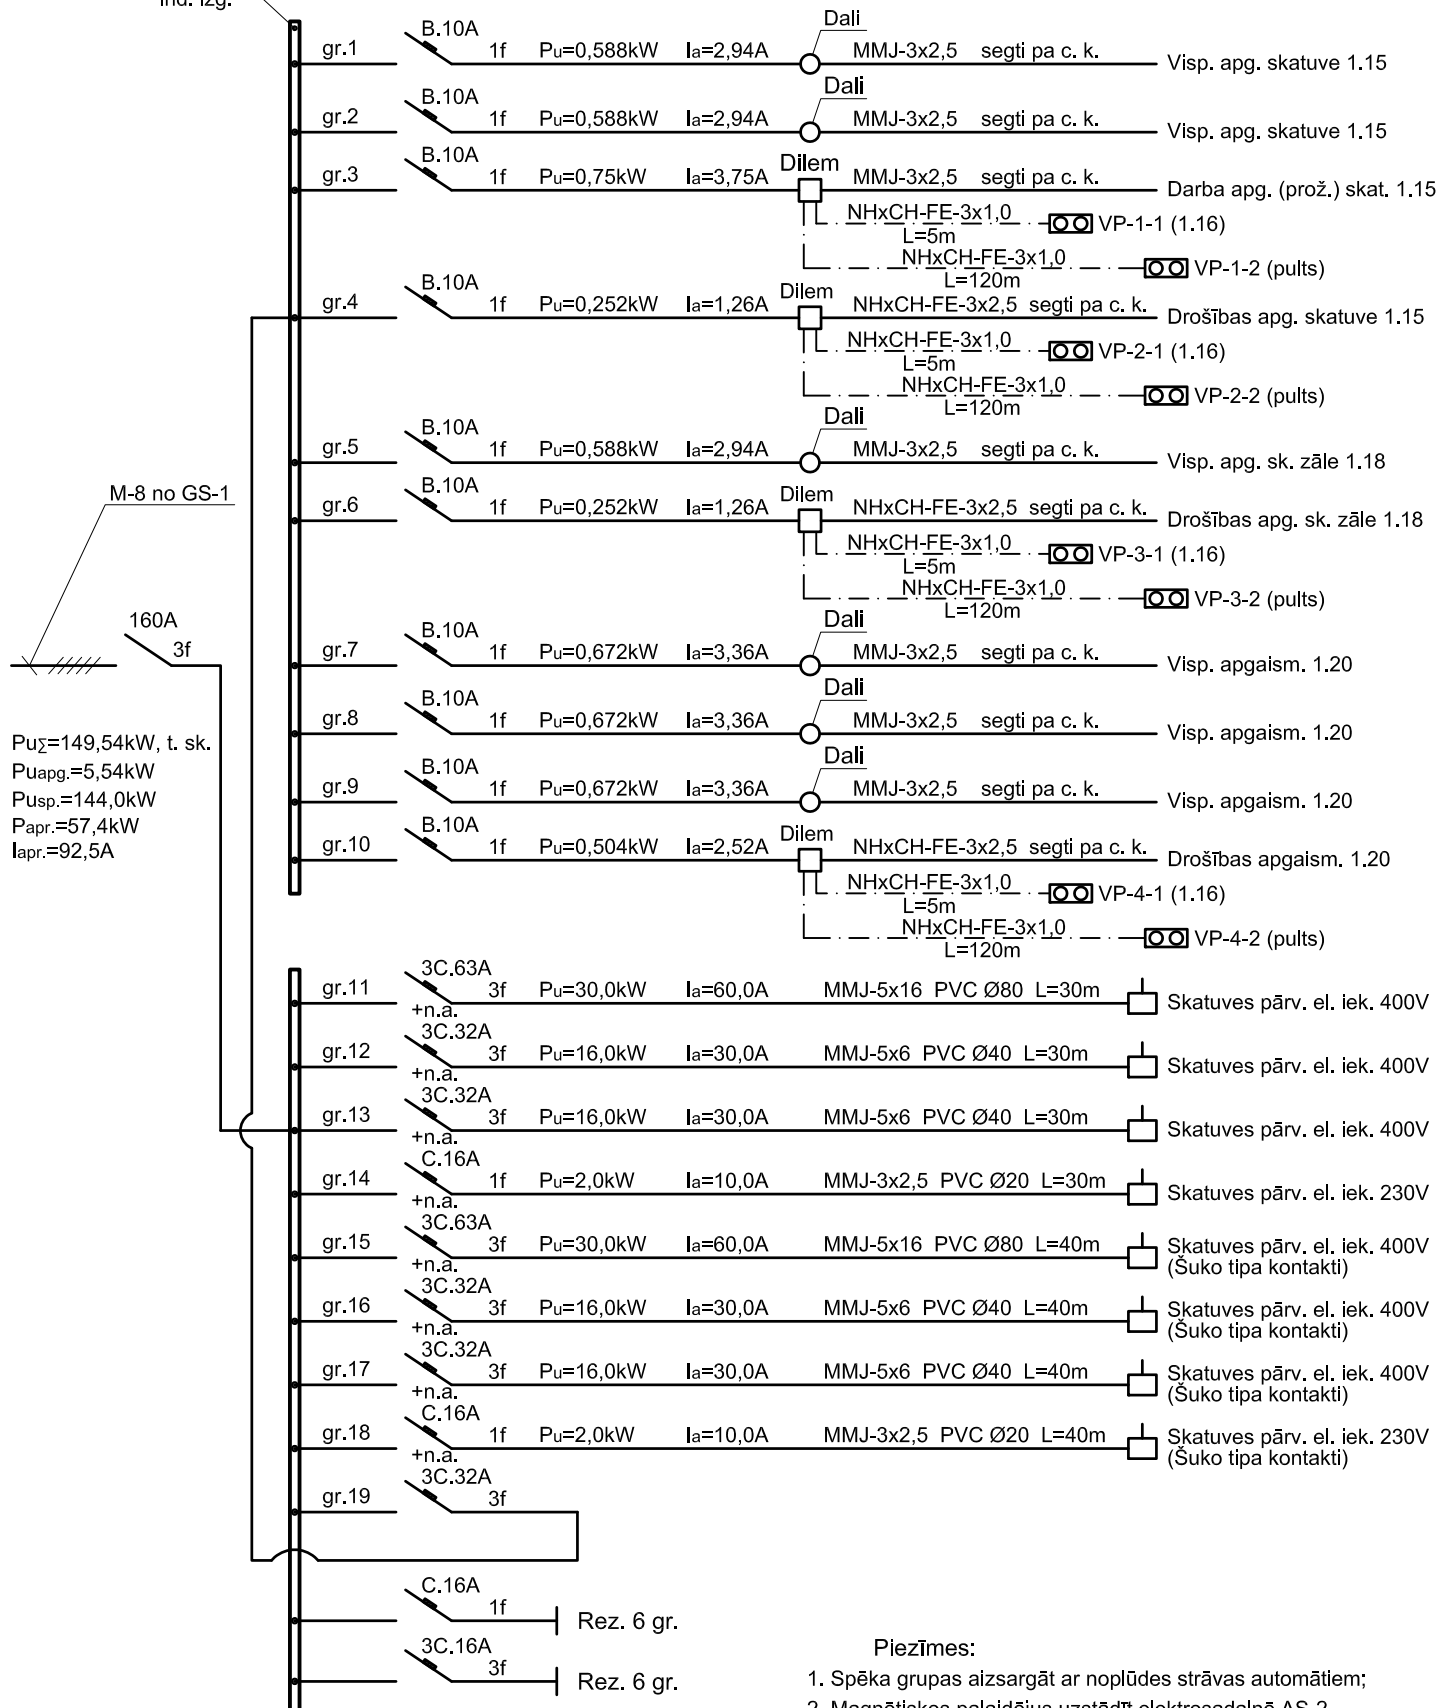 ind. izg.
gr.1 B.10A 1f Pu=0,588kW Ia=2,94A Dali MMJ-3x2,5 segti pa c. k. Visp. apg. skatuve 1.15
gr.2 B.10A 1f Pu=0,588kW Ia=2,94A Dali MMJ-3x2,5 segti pa c. k. Visp. apg. skatuve 1.15
gr.3 B.10A 1f Pu=0,75kW Ia=3,75A Dilem MMJ-3x2,5 segti pa c. k. Darba apg. (prož.) skat. 1.15
NHxCH-FE-3x1,0 L=5m VP-1-1 (1.16)
NHxCH-FE-3x1,0 L=120m VP-1-2 (pults)
gr.4 B.10A 1f Pu=0,252kW Ia=1,26A Dilem NHxCH-FE-3x2,5 segti pa c. k. Drošības apg. skatuve 1.15
NHxCH-FE-3x1,0 L=5m VP-2-1 (1.16)
NHxCH-FE-3x1,0 L=120m VP-2-2 (pults)
gr.5 B.10A 1f Pu=0,588kW Ia=2,94A Dali MMJ-3x2,5 segti pa c. k. Visp. apg. sk. zāle 1.18
M-8 no GS-1
gr.6 B.10A 1f Pu=0,252kW Ia=1,26A Dilem NHxCH-FE-3x2,5 segti pa c. k. Drošības apg. sk. zāle 1.18
NHxCH-FE-3x1,0 L=5m VP-3-1 (1.16)
NHxCH-FE-3x1,0 L=120m VP-3-2 (pults)
160A 3f
gr.7 B.10A 1f Pu=0,672kW Ia=3,36A Dali MMJ-3x2,5 segti pa c. k. Visp. apgaism. 1.20
gr.8 B.10A 1f Pu=0,672kW Ia=3,36A Dali MMJ-3x2,5 segti pa c. k. Visp. apgaism. 1.20
PuΣ=149,54kW, t. sk.
Puapg.=5,54kW
Pusp.=144,0kW
Papr.=57,4kW
Iapr.=92,5A
gr.9 B.10A 1f Pu=0,672kW Ia=3,36A Dali MMJ-3x2,5 segti pa c. k. Visp. apgaism. 1.20
gr.10 B.10A 1f Pu=0,504kW Ia=2,52A Dilem NHxCH-FE-3x2,5 segti pa c. k. Drošības apgaism. 1.20
NHxCH-FE-3x1,0 L=5m VP-4-1 (1.16)
NHxCH-FE-3x1,0 L=120m VP-4-2 (pults)
gr.11 3C.63A +n.a. 3f Pu=30,0kW Ia=60,0A MMJ-5x16 PVC Ø80 L=30m Skatuves pārv. el. iek. 400V
gr.12 3C.32A +n.a. 3f Pu=16,0kW Ia=30,0A MMJ-5x6 PVC Ø40 L=30m Skatuves pārv. el. iek. 400V
gr.13 3C.32A +n.a. 3f Pu=16,0kW Ia=30,0A MMJ-5x6 PVC Ø40 L=30m Skatuves pārv. el. iek. 400V
gr.14 C.16A +n.a. 1f Pu=2,0kW Ia=10,0A MMJ-3x2,5 PVC Ø20 L=30m Skatuves pārv. el. iek. 230V
gr.15 3C.63A +n.a. 3f Pu=30,0kW Ia=60,0A MMJ-5x16 PVC Ø80 L=40m Skatuves pārv. el. iek. 400V
(Šuko tipa kontakti)
gr.16 3C.32A +n.a. 3f Pu=16,0kW Ia=30,0A MMJ-5x6 PVC Ø40 L=40m Skatuves pārv. el. iek. 400V
(Šuko tipa kontakti)
gr.17 3C.32A +n.a. 3f Pu=16,0kW Ia=30,0A MMJ-5x6 PVC Ø40 L=40m Skatuves pārv. el. iek. 400V
(Šuko tipa kontakti)
gr.18 C.16A +n.a. 1f Pu=2,0kW Ia=10,0A MMJ-3x2,5 PVC Ø20 L=40m Skatuves pārv. el. iek. 230V
(Šuko tipa kontakti)
gr.19 3C.32A 3f
C.16A 1f Rez. 6 gr.
3C.16A 3f Rez. 6 gr.
Piezīmes:
1. Spēka grupas aizsargāt ar noplūdes strāvas automātiem;
2. Magnētiskos palaidējus uzstādīt elektrosadalnē AS-2